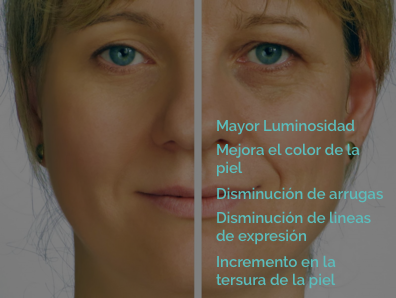 Mayor Luminosidad
Mejora el color de la
piel
Disminución de arrugas
Disminución de lineas
de expresión
Incremento en la
tersura de la piel